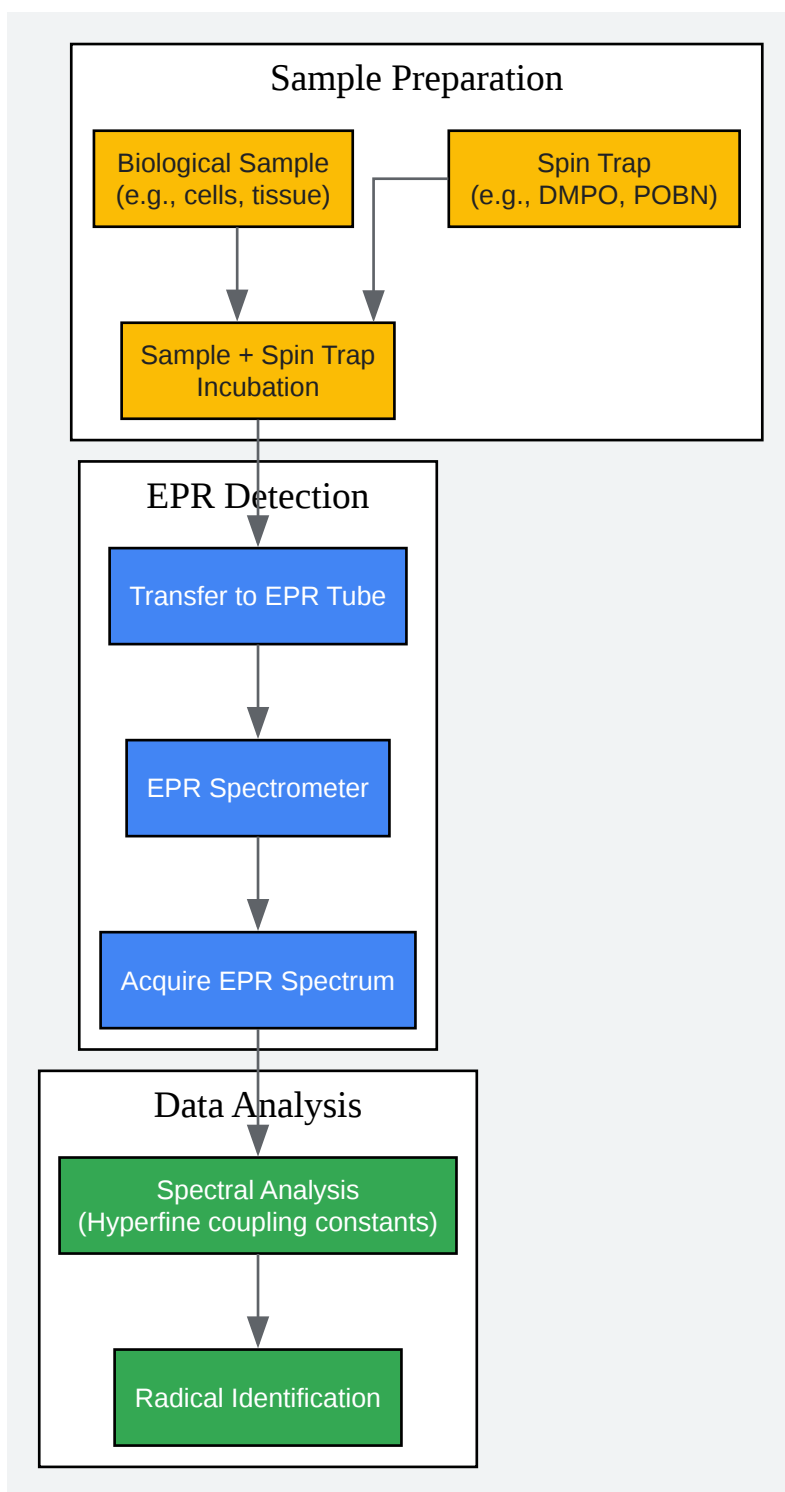 Sample Preparation
Biological Sample
(e.g., cells, tissue)
Spin Trap
(e.g., DMPO, POBN)
Sample + Spin Trap
Incubation
EPR Detection
Transfer to EPR Tube
EPR Spectrometer
Acquire EPR Spectrum
Data Analysis
Spectral Analysis
(Hyperfine coupling constants)
Radical Identification